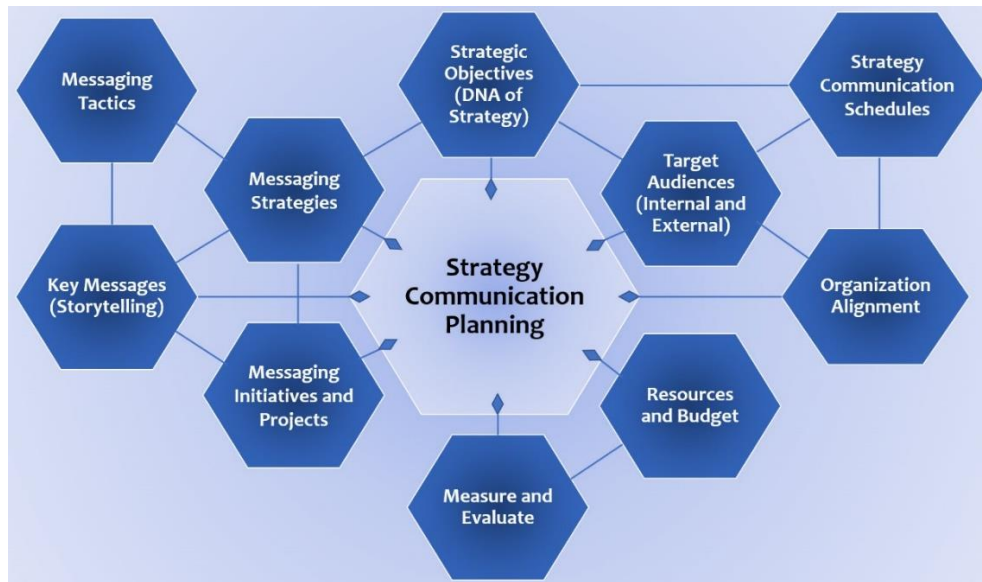 Messaging
Tactics
Strategic
Objectives
(DNA of
Strategy)
Strategy
Communication
Schedules
Messaging
Strategies
Target
Audiences
(Internal and
External)
Key Messages
(Storytelling)
Strategy
Communication
Planning
Organization
Alignment
Messaging
Initiatives and
Projects
Resources
and Budget
Measure and
Evaluate